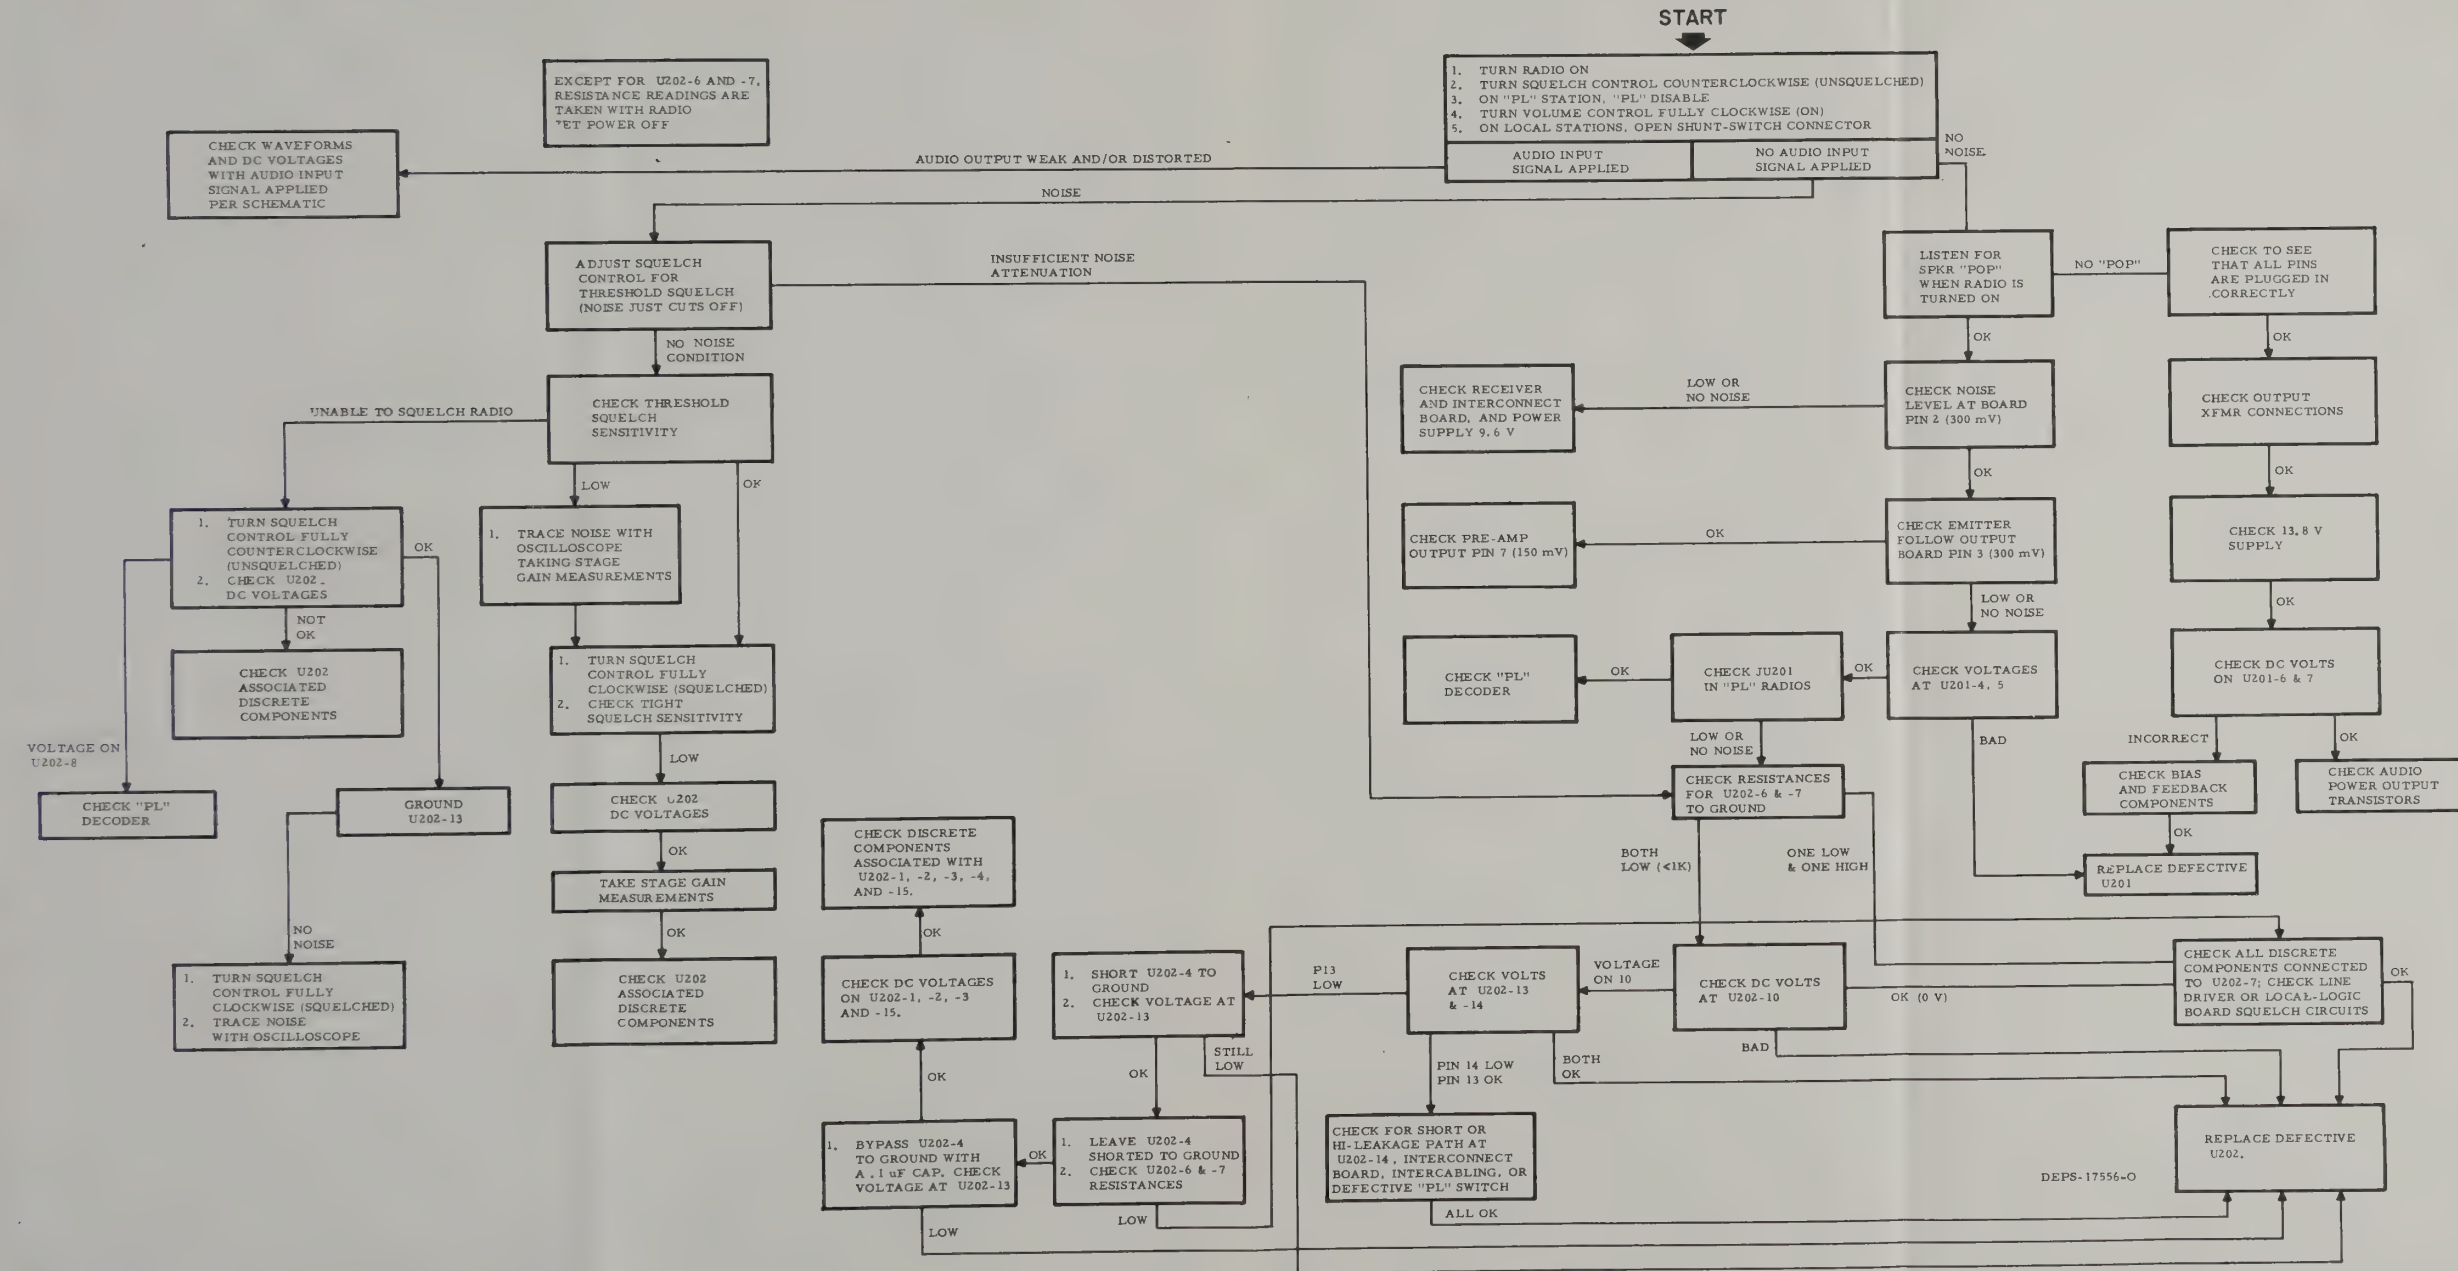 START
1. TURN RADIO ON
2. TURN SQUELCH CONTROL COUNTERCLOCKWISE (UNSQUELCHED)
3. ON "PL" STATION, "PL" DISABLE
4. TURN VOLUME CONTROL FULLY CLOCKWISE (ON)
5. ON LOCAL STATIONS, OPEN SHUNT-SWITCH CONNECTOR
AUDIO INPUT
SIGNAL APPLIED
NO AUDIO INPUT
SIGNAL APPLIED
NO
NOISE
EXCEPT FOR U202-6 AND -7,
RESISTANCE READINGS ARE
TAKEN WITH RADIO
ET POWER OFF
CHECK WAVEFORMS
AND DC VOLTAGES
WITH AUDIO INPUT
SIGNAL APPLIED
PER SCHEMATIC
AUDIO OUTPUT WEAK AND/OR DISTORTED
NOISE
ADJUST SQUELCH
CONTROL FOR
THRESHOLD SQUELCH
(NOISE JUST CUTS OFF)
INSUFFICIENT NOISE
ATTENUATION
LISTEN FOR
SPKR "POP"
WHEN RADIO IS
TURNED ON
NO "POP"
CHECK TO SEE
THAT ALL PINS
ARE PLUGGED IN
CORRECTLY
NO NOISE
CONDITION
OK
OK
CHECK THRESHOLD
SQUELCH
SENSITIVITY
UNABLE TO SQUELCH RADIO
CHECK RECEIVER
AND INTERCONNECT
BOARD, AND POWER
SUPPLY 9.6 V
LOW OR
NO NOISE
CHECK NOISE
LEVEL AT BOARD
PIN 2 (300 mV)
CHECK OUTPUT
XFMR CONNECTIONS
LOW
OK
OK
OK
1. TURN SQUELCH
CONTROL FULLY
COUNTERCLOCKWISE
(UNSQUELCHED)
2. CHECK U202
DC VOLTAGES
OK
1. TRACE NOISE WITH
OSCILLOSCOPE
TAKING STAGE
GAIN MEASUREMENTS
CHECK PRE-AMP
OUTPUT PIN 7 (150 mV)
OK
CHECK EMITTER
FOLLOW OUTPUT
BOARD PIN 3 (300 mV)
CHECK 13.8 V
SUPPLY
NOT
OK
LOW OR
NO NOISE
OK
CHECK U202
ASSOCIATED
DISCRETE
COMPONENTS
1. TURN SQUELCH
CONTROL FULLY
CLOCKWISE (SQUELCHED)
2. CHECK TIGHT
SQUELCH SENSITIVITY
CHECK "PL"
DECODER
OK
CHECK JU201
IN "PL" RADIOS
OK
CHECK VOLTAGES
AT U201-4, 5
CHECK DC VOLTS
ON U201-6 & 7
VOLTAGE ON
U202-8
LOW
LOW OR
NO NOISE
BAD
INCORRECT
OK
CHECK "PL"
DECODER
GROUND
U202-13
CHECK U202
DC VOLTAGES
CHECK RESISTANCES
FOR U202-6 & -7
TO GROUND
CHECK BIAS
AND FEEDBACK
COMPONENTS
CHECK AUDIO
POWER OUTPUT
TRANSISTORS
OK
CHECK DISCRETE
COMPONENTS
ASSOCIATED WITH
U202-1, -2, -3, -4,
AND -15.
BOTH
LOW (<1K)
ONE LOW
& ONE HIGH
OK
TAKE STAGE GAIN
MEASUREMENTS
REPLACE DEFECTIVE
U201
NO
NOISE
OK
OK
1. TURN SQUELCH
CONTROL FULLY
CLOCKWISE (SQUELCHED)
2. TRACE NOISE
WITH OSCILLOSCOPE
CHECK U202
ASSOCIATED
DISCRETE
COMPONENTS
CHECK DC VOLTAGES
ON U202-1, -2, -3
AND -15.
1. SHORT U202-4 TO
GROUND
2. CHECK VOLTAGE AT
U202-13
P13
LOW
CHECK VOLTS
AT U202-13
& -14
VOLTAGE
ON 10
CHECK DC VOLTS
AT U202-10
OK (0 V)
CHECK ALL DISCRETE
COMPONENTS CONNECTED
TO U202-7; CHECK LINE
DRIVER OR LOCAL-LOGIC
BOARD SQUELCH CIRCUITS
OK
OK
OK
STILL
LOW
PIN 14 LOW
PIN 13 OK
BOTH
OK
BAD
1. BYPASS U202-4
TO GROUND WITH
A .1 uF CAP. CHECK
VOLTAGE AT U202-13
OK
1. LEAVE U202-4
SHORTED TO GROUND
2. CHECK U202-6 & -7
RESISTANCES
CHECK FOR SHORT OR
HI-LEAKAGE PATH AT
U202-14, INTERCONNECT
BOARD, INTERCABLING, OR
DEFECTIVE "PL" SWITCH
REPLACE DEFECTIVE
U202.
DEPS-17556-O
LOW
LOW
ALL OK